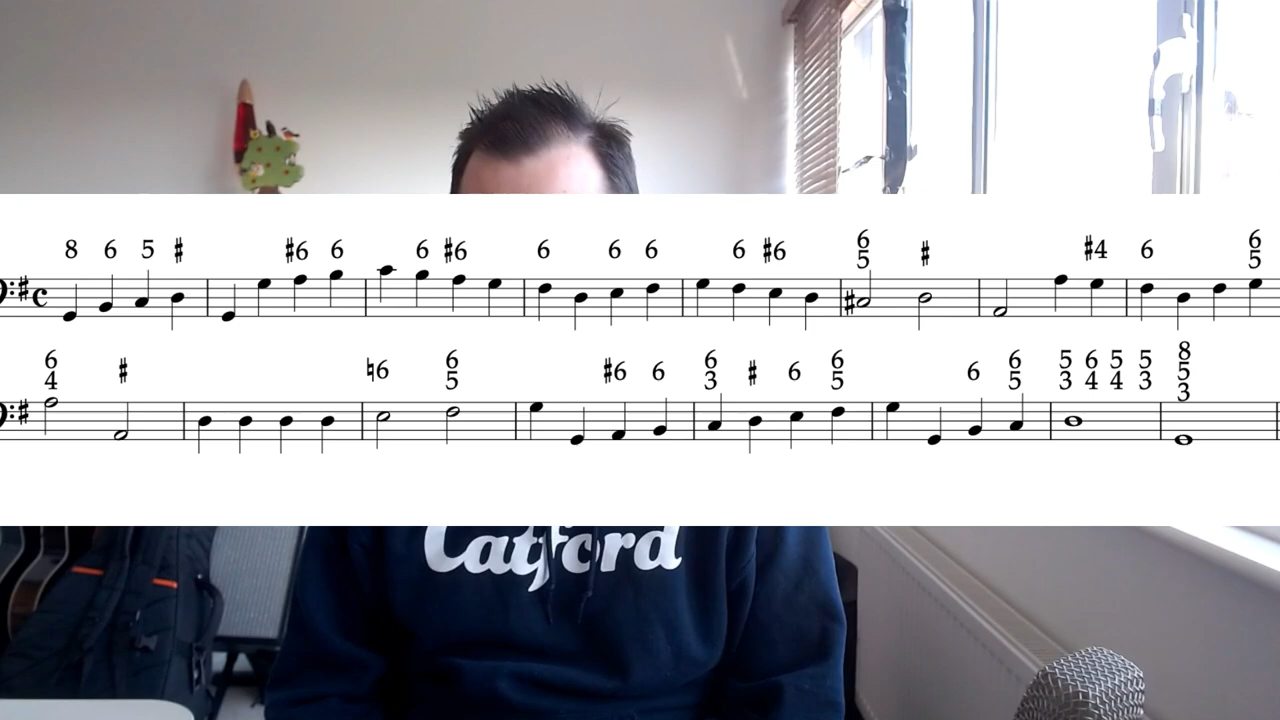 8 6 5 ♯ ♯6 6 6 ♯6 6 6 6 6 ♯6 6 5 ♯ ♯4 6 6 5
6 4 ♯ ♮6 6 5 ♯6 6 6 3 ♯ 6 6 5 6 6 5 5 3 6 4 5 4 5 3 8 5 3
Catford